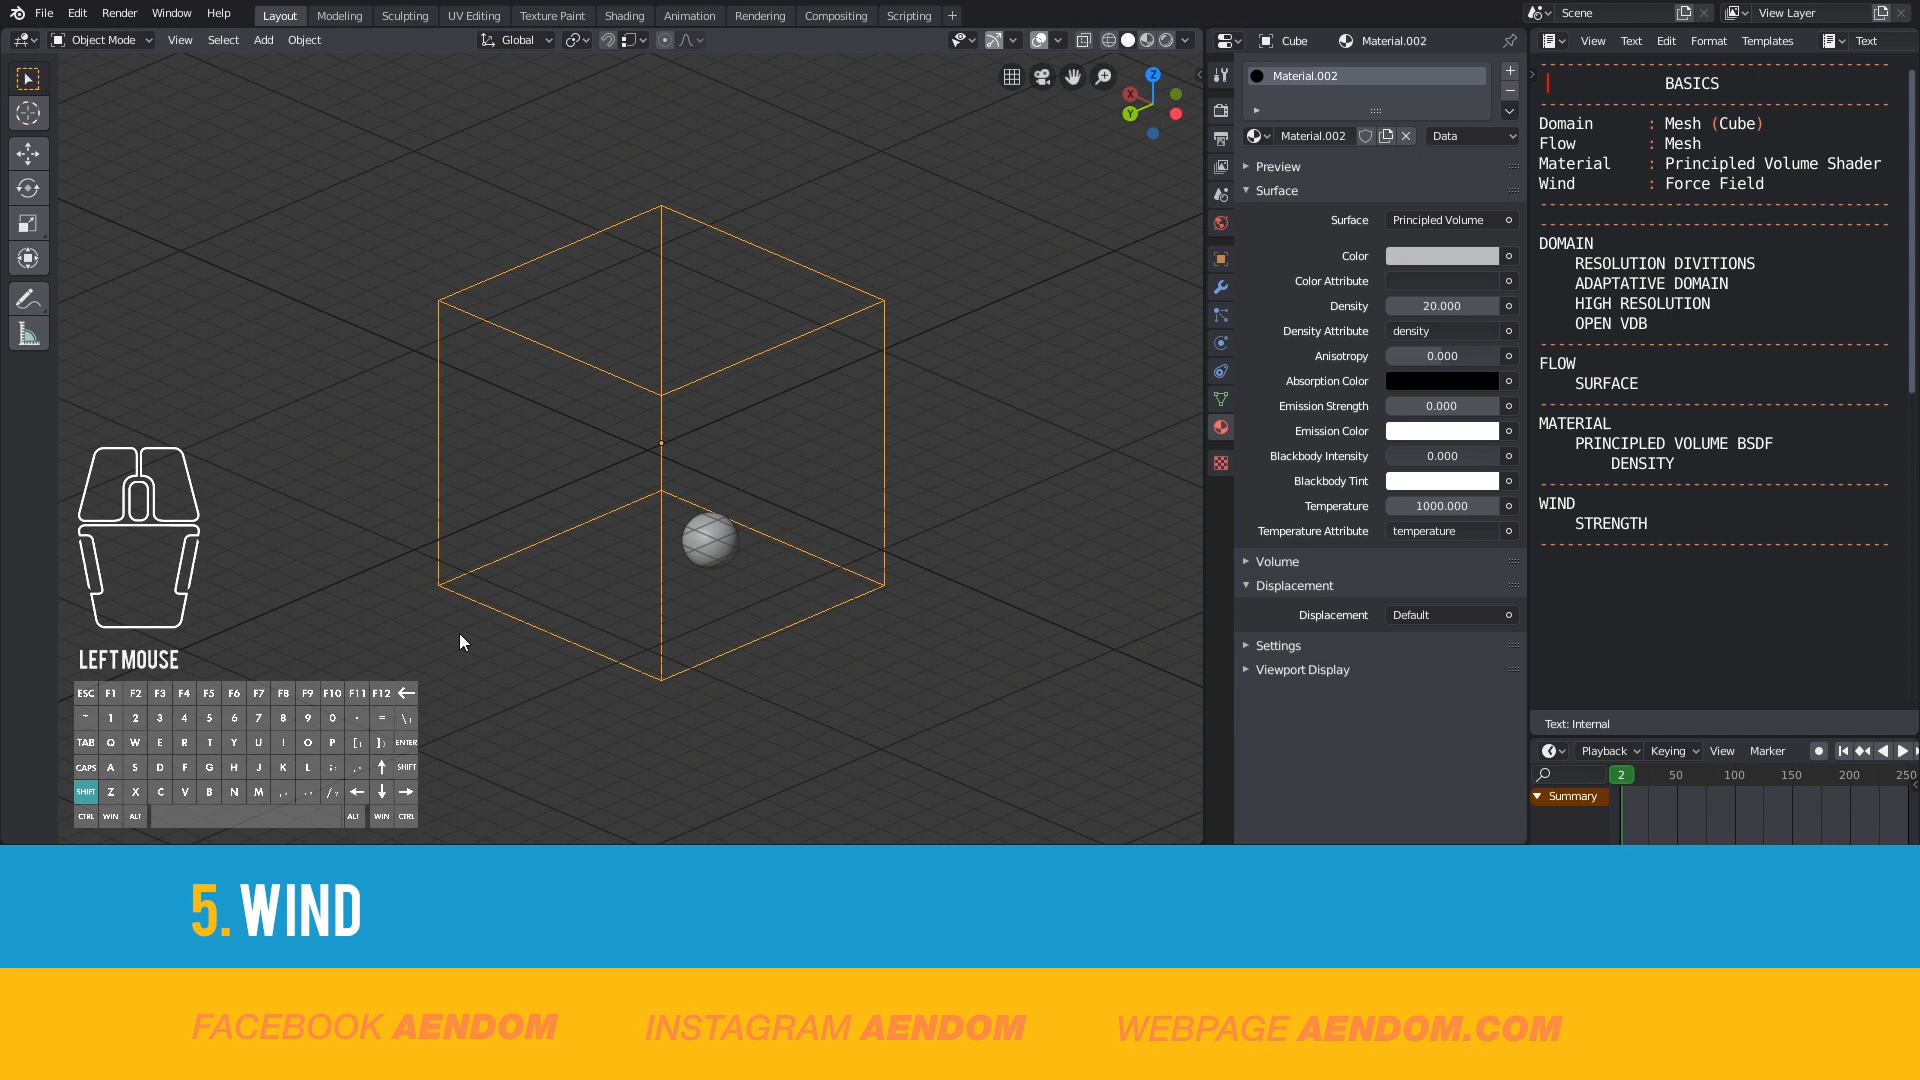 File Edit Render Window Help Layout Modeling Sculpting UV Editing Texture Paint Shading Animation Rendering Compositing Scripting + Scene View Layer
Object Mode View Select Add Object Global
Cube Material.002
View Text Edit Format Templates Text
Z
X
Y
Material.002
Material.002 Data
Preview
Surface
Surface Principled Volume
Color
Color Attribute
Density 20.000
Density Attribute density
Anisotropy 0.000
Absorption Color
Emission Strength 0.000
Emission Color
Blackbody Intensity 0.000
Blackbody Tint
Temperature 1000.000
Temperature Attribute temperature
Volume
Displacement
Displacement Default
Settings
Viewport Display
--------------------------------------
BASICS
--------------------------------------
Domain : Mesh (Cube)
Flow : Mesh
Material : Principled Volume Shader
Wind : Force Field
--------------------------------------
--------------------------------------
DOMAIN
RESOLUTION DIVITIONS
ADAPTATIVE DOMAIN
HIGH RESOLUTION
OPEN VDB
--------------------------------------
FLOW
SURFACE
--------------------------------------
MATERIAL
PRINCIPLED VOLUME BSDF
DENSITY
--------------------------------------
WIND
STRENGTH
--------------------------------------
Text: Internal
Playback Keying View Marker
2 50 100 150 200 250
Summary
LEFT MOUSE
ESC F1 F2 F3 F4 F5 F6 F7 F8 F9 F10 F11 F12 ←
~ 1 2 3 4 5 6 7 8 9 0 - = \|
TAB Q W E R T Y U I O P [{ ]} ENTER
CAPS A S D F G H J K L ;: ↑ SHIFT
SHIFT Z X C V B N M ,< .> /? ← ↓ →
CTRL WIN ALT ALT WIN CTRL
5. WIND
FACEBOOK AENDOM INSTAGRAM AENDOM WEBPAGE AENDOM.COM